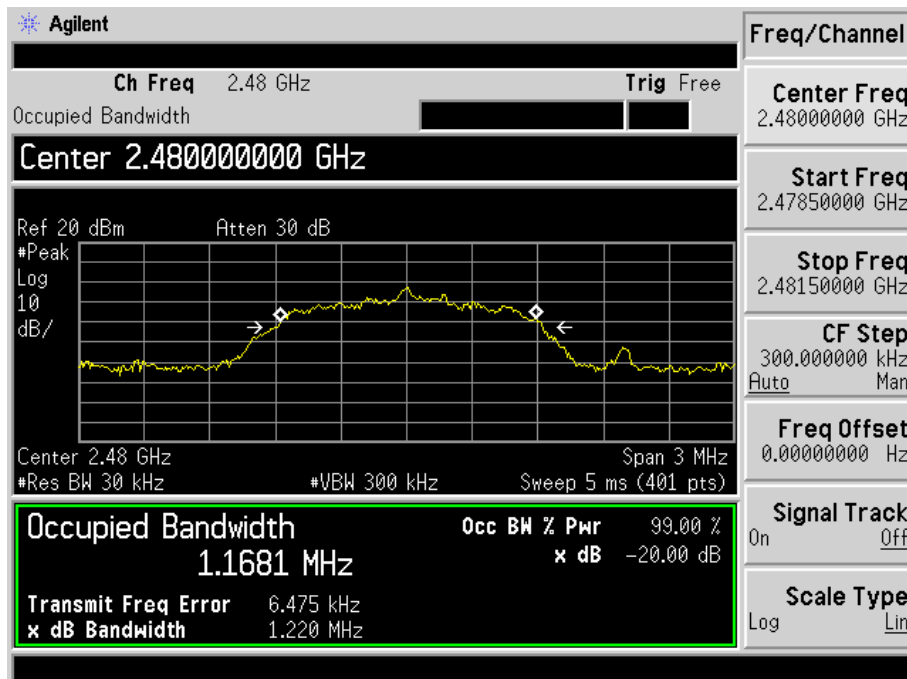 Agilent
Freq/Channel
Ch Freq 2.48 GHz Trig Free
Occupied Bandwidth
Center 2.480000000 GHz
Ref 20 dBm Atten 30 dB
#Peak
Log
10
dB/
Center 2.48 GHz Span 3 MHz
#Res BW 30 kHz #VBW 300 kHz Sweep 5 ms (401 pts)
Occupied Bandwidth
1.1681 MHz
Occ BW % Pwr 99.00 %
x dB -20.00 dB
Transmit Freq Error 6.475 kHz
x dB Bandwidth 1.220 MHz
Center Freq
2.48000000 GHz
Start Freq
2.47850000 GHz
Stop Freq
2.48150000 GHz
CF Step
300.000000 kHz
Auto Man
Freq Offset
0.00000000 Hz
Signal Track
On Off
Scale Type
Log Lin